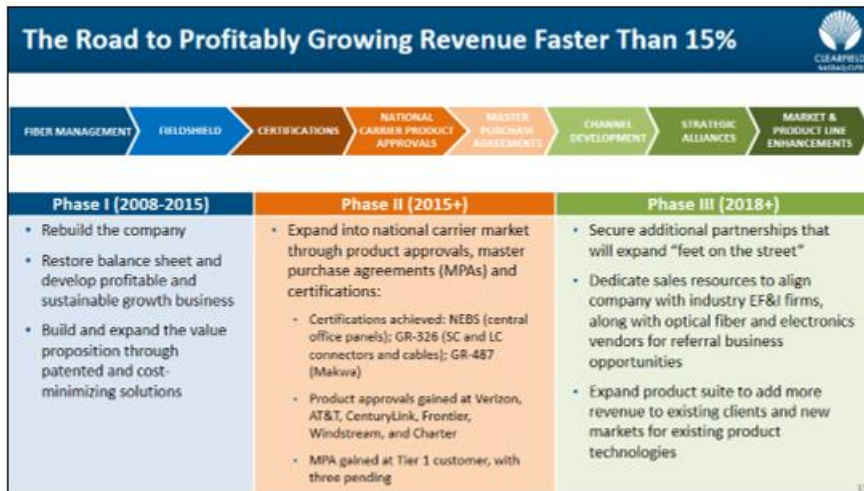 The Road to Profitably Growing Revenue Faster Than 15%
CLEARFIELD
FIBER MANAGEMENT
FIELDSHIELD
CERTIFICATIONS
NATIONAL
CARRIER PRODUCT
APPROVALS
MASTER
PURCHASE
AGREEMENTS
CHANNEL
DEVELOPMENT
STRATEGIC
ALLIANCES
MARKET &
PRODUCT LINE
ENHANCEMENTS
Phase I (2008-2015)
• Rebuild the company
• Restore balance sheet and
develop profitable and
sustainable growth business
• Build and expand the value
proposition through
patented and cost-
minimizing solutions
Phase II (2015+)
• Expand into national carrier market
through product approvals, master
purchase agreements (MPAs) and
certifications:
• Certifications achieved: NEBS (central
office panels); GR-326 (SC and LC
connectors and cables); GR-487
(Makwa)
• Product approvals gained at Verizon,
AT&T, CenturyLink, Frontier,
Windstream, and Charter
• MPA gained at Tier 1 customer, with
three pending
Phase III (2018+)
• Secure additional partnerships that
will expand "feet on the street"
• Dedicate sales resources to align
company with industry EF&I firms,
along with optical fiber and electronics
vendors for referral business
opportunities
• Expand product suite to add more
revenue to existing clients and new
markets for existing product
technologies